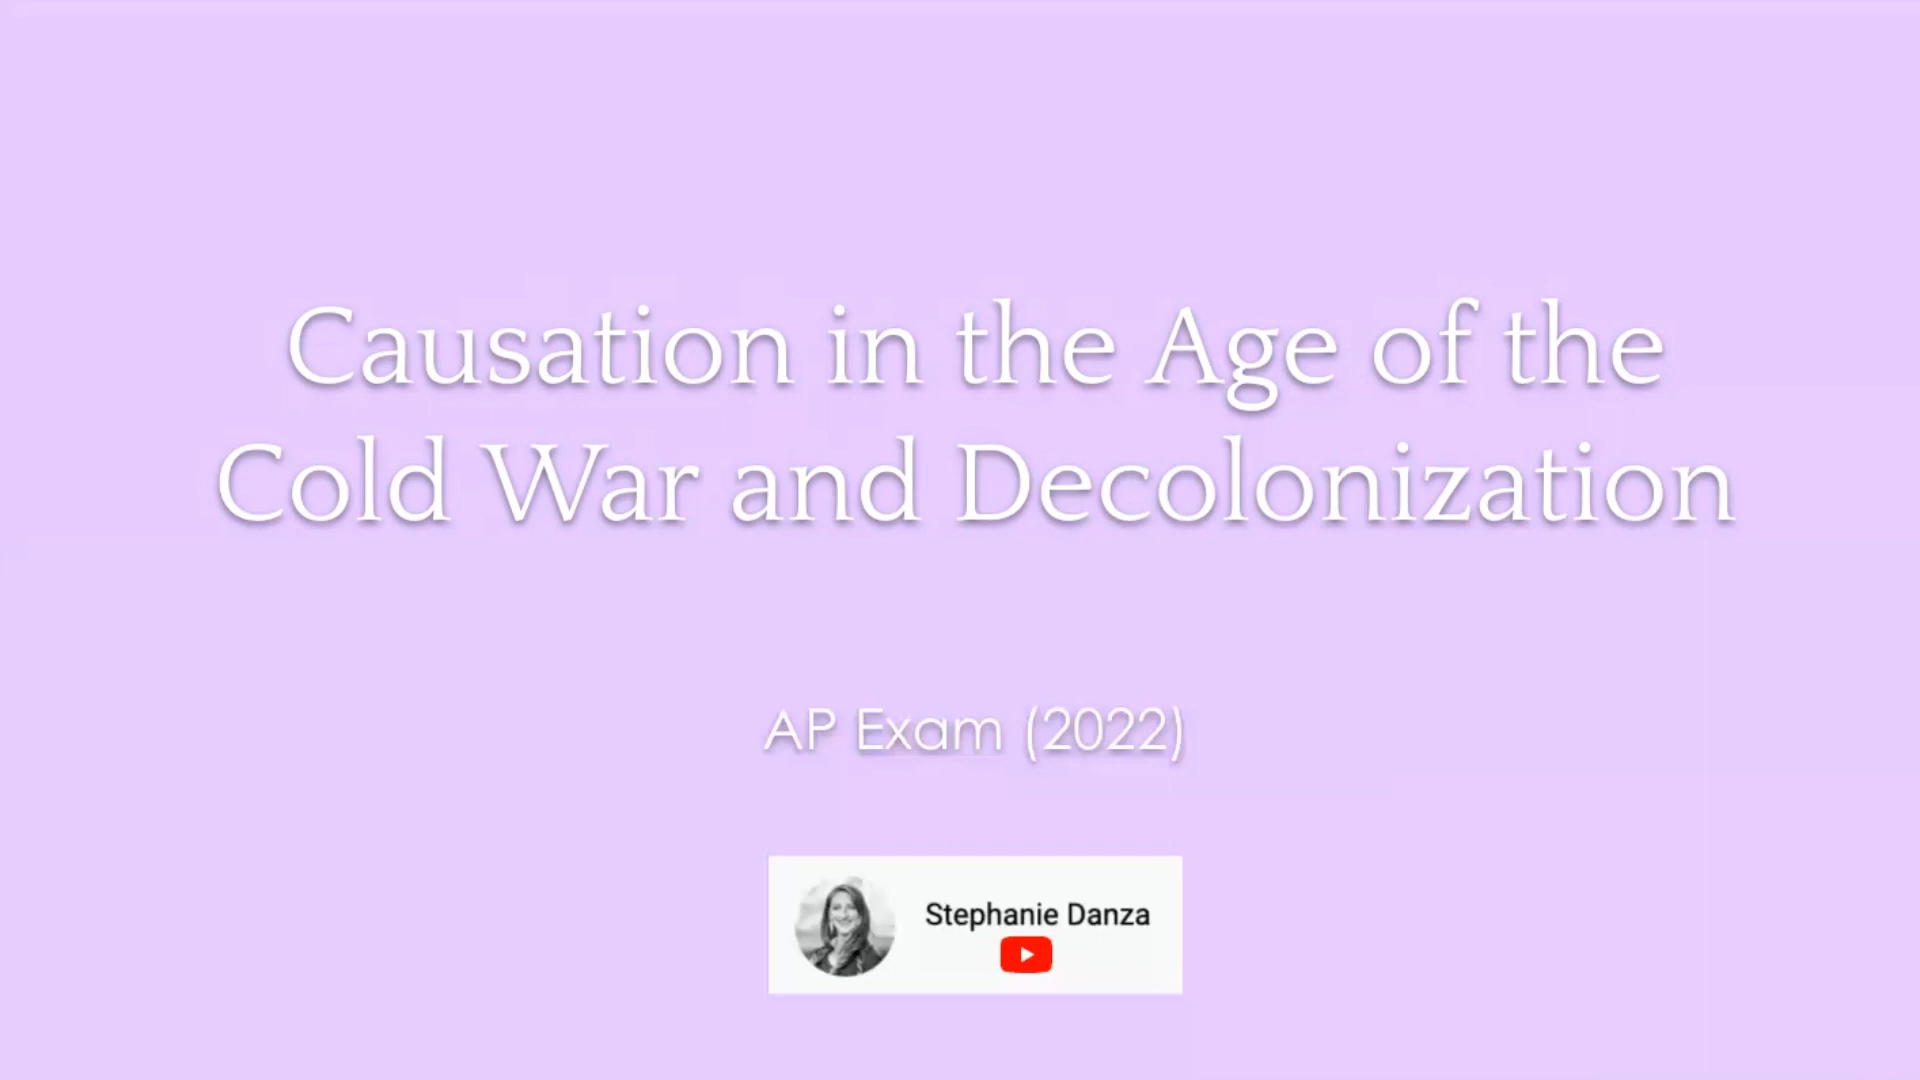 Causation in the Age of the
Cold War and Decolonization
AP Exam (2022)
Stephanie Danza